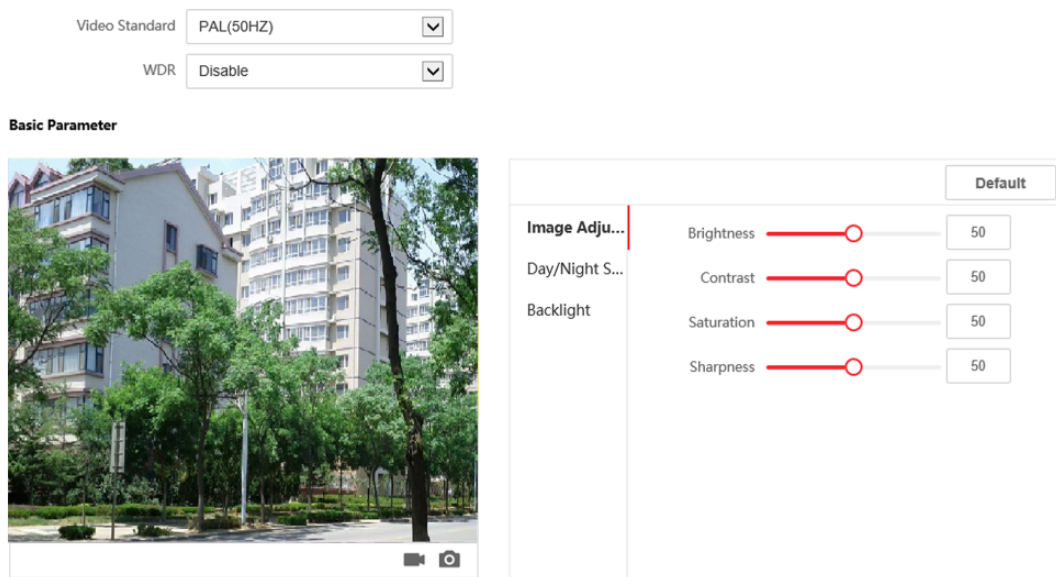 Video Standard PAL(50HZ)
WDR Disable
Basic Parameter
Default
Image Adju... Brightness 50
Day/Night S... Contrast 50
Backlight Saturation 50
Sharpness 50